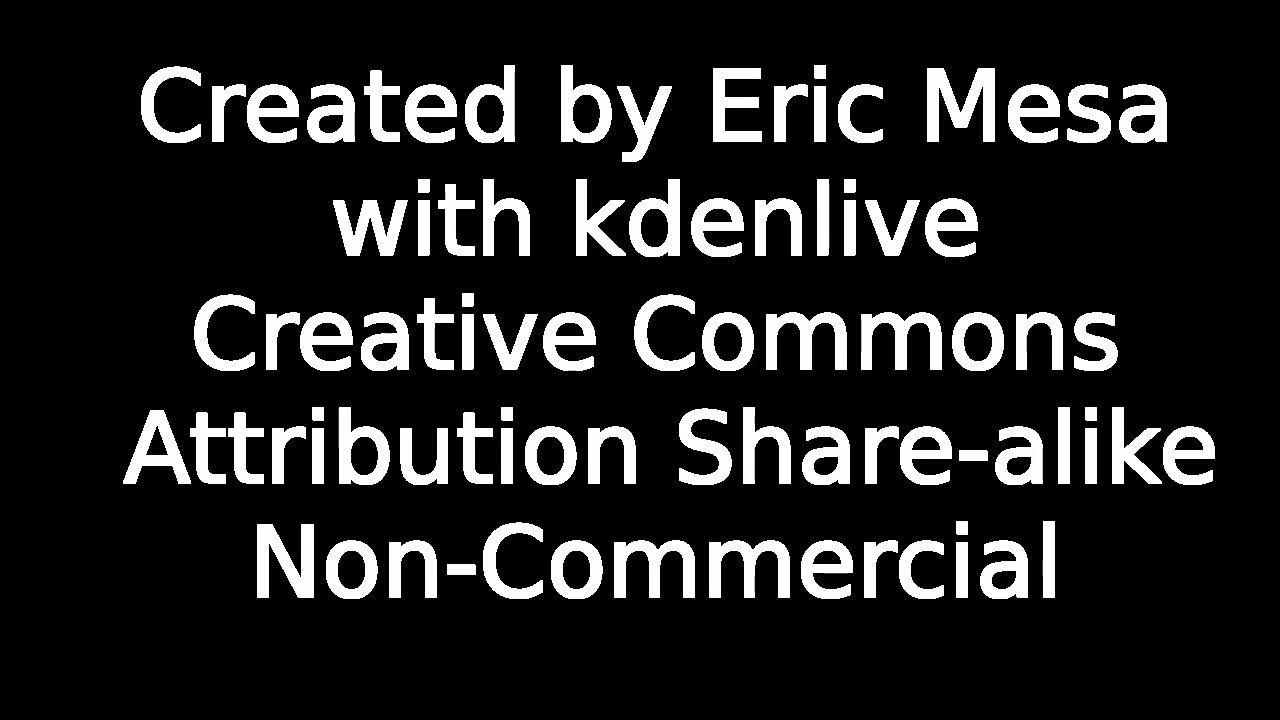 Created by Eric Mesa
with kdenlive
Creative Commons
Attribution Share-alike
Non-Commercial